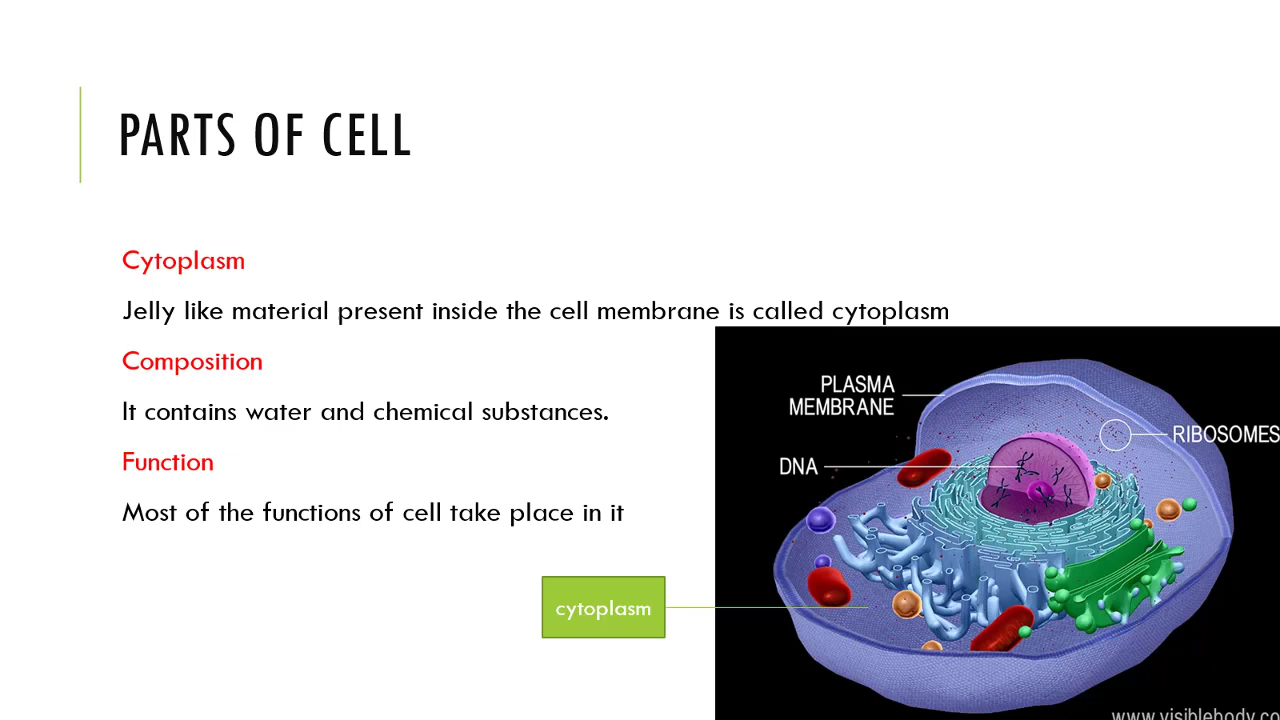 PARTS OF CELL
Cytoplasm
Jelly like material present inside the cell membrane is called cytoplasm
Composition
It contains water and chemical substances.
Function
Most of the functions of cell take place in it
cytoplasm
PLASMA
MEMBRANE
RIBOSOMES
DNA
www.visiblebody.co